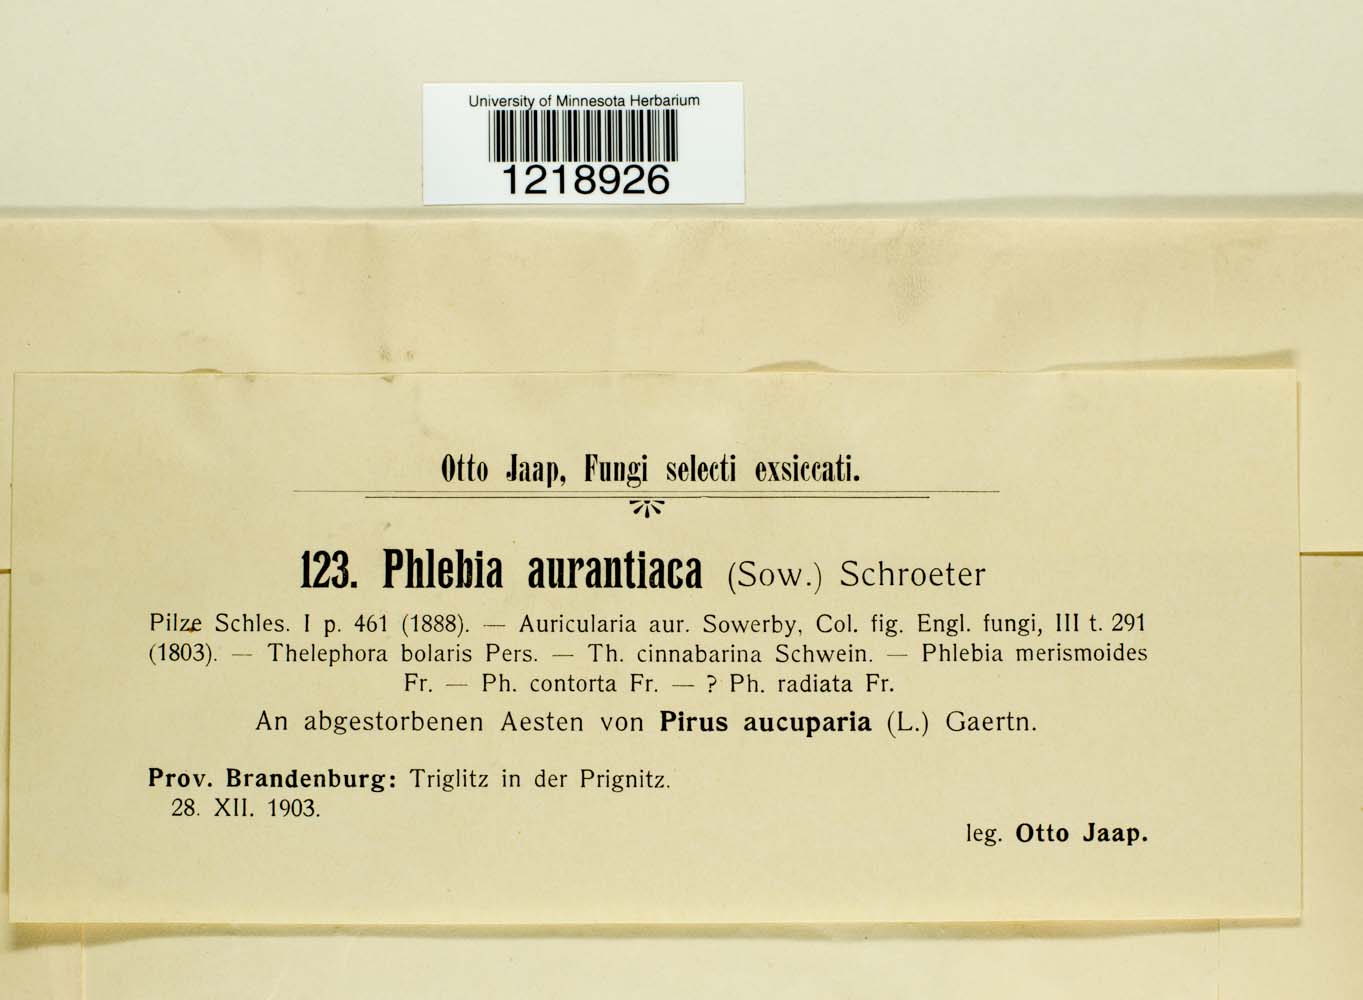 University of Minnesota Herbarium
1218926
Otto Jaap, Fungi selecti exsiccati.
123. Phlebia aurantiaca (Sow.) Schroeter
Pilze Schles. I p. 461 (1888). — Auricularia aur. Sowerby, Col. fig. Engl. fungi, III t. 291
(1803). — Thelephora bolaris Pers. — Th. cinnabarina Schwein. — Phlebia merismoides
Fr. — Ph. contorta Fr. — ? Ph. radiata Fr.
An abgestorbenen Aesten von Pirus aucuparia (L.) Gaertn.
Prov. Brandenburg: Triglitz in der Prignitz.
28. XII. 1903.
leg. Otto Jaap.